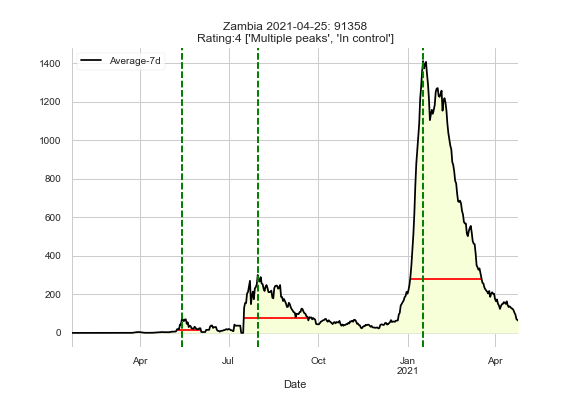 Zambia 2021-04-25: 91358
Rating:4 ['Multiple peaks', 'In control']
Average-7d
1400
1200
1000
800
600
400
200
0
Apr
Jul
Oct
Jan
2021
Apr
Date